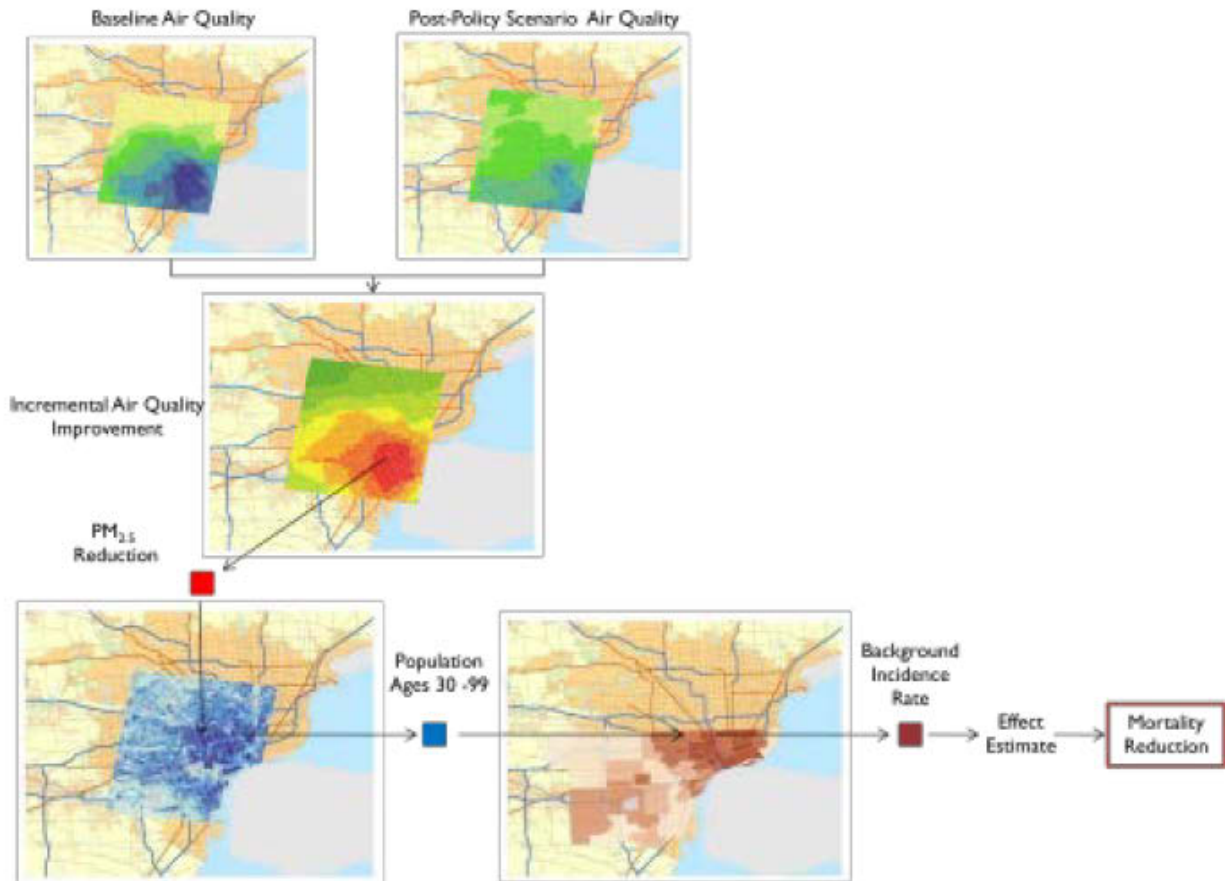 Baseline Air Quality
Post-Policy Scenario Air Quality
Incremental Air Quality
Improvement
PM2.5
Reduction
Population
Ages 30 -99
Background
Incidence
Rate
Effect
Estimate
Mortality
Reduction